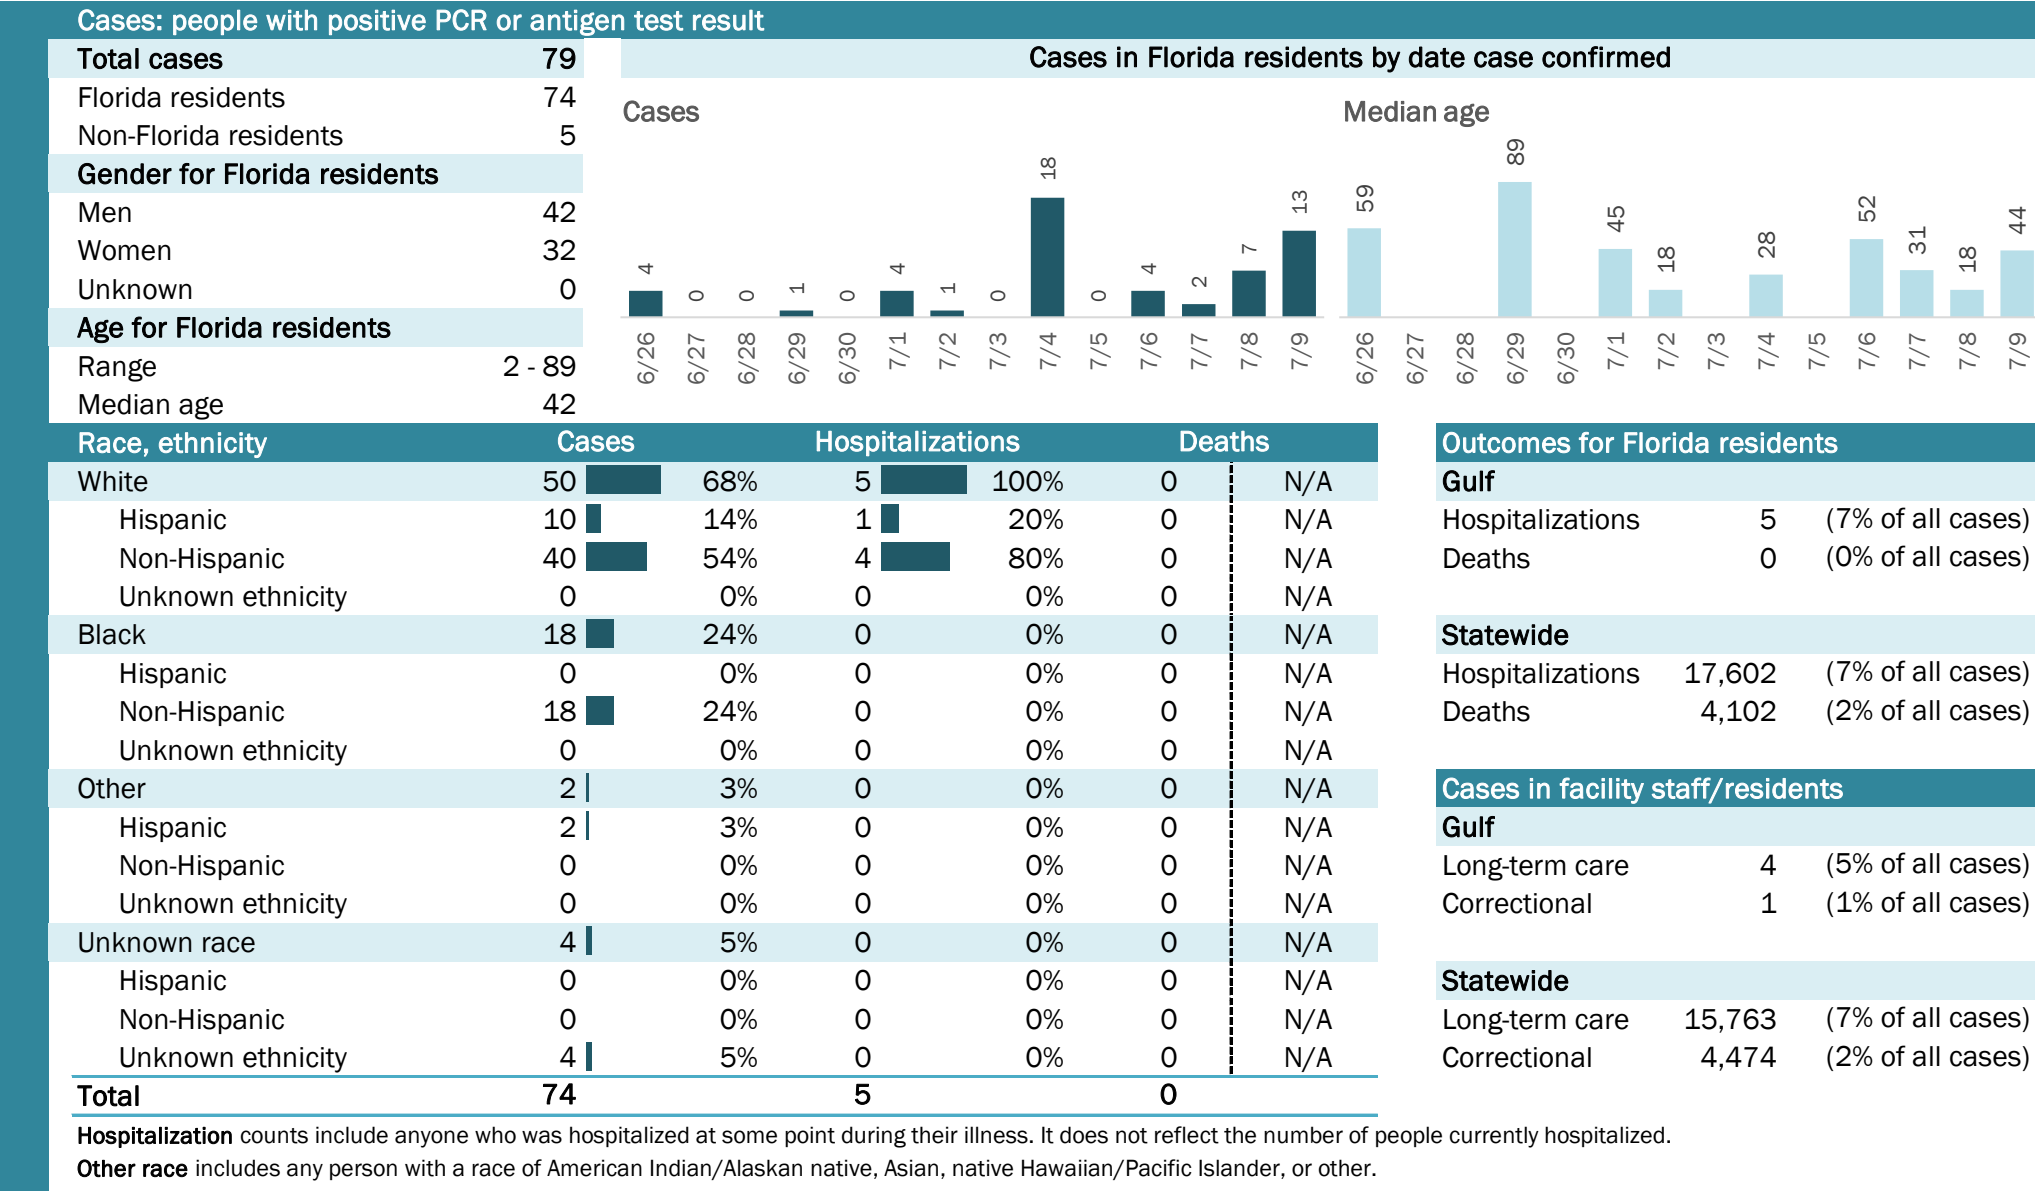 Cases: people with positive PCR or antigen test result
Total cases 79
Florida residents 74
Non-Florida residents 5
Gender for Florida residents
Men 42
Women 32
Unknown 0
Age for Florida residents
Range 2 - 89
Median age 42
Cases in Florida residents by date case confirmed
Cases
4 0 0 1 0 4 1 0 18 0 4 2 7 13
6/26 6/27 6/28 6/29 6/30 7/1 7/2 7/3 7/4 7/5 7/6 7/7 7/8 7/9
Median age
59 89 45 18 28 52 31 18 44
6/26 6/27 6/28 6/29 6/30 7/1 7/2 7/3 7/4 7/5 7/6 7/7 7/8 7/9
Race, ethnicity Cases Hospitalizations Deaths
White 50 68% 5 100% 0 N/A
Hispanic 10 14% 1 20% 0 N/A
Non-Hispanic 40 54% 4 80% 0 N/A
Unknown ethnicity 0 0% 0 0% 0 N/A
Black 18 24% 0 0% 0 N/A
Hispanic 0 0% 0 0% 0 N/A
Non-Hispanic 18 24% 0 0% 0 N/A
Unknown ethnicity 0 0% 0 0% 0 N/A
Other 2 3% 0 0% 0 N/A
Hispanic 2 3% 0 0% 0 N/A
Non-Hispanic 0 0% 0 0% 0 N/A
Unknown ethnicity 0 0% 0 0% 0 N/A
Unknown race 4 5% 0 0% 0 N/A
Hispanic 0 0% 0 0% 0 N/A
Non-Hispanic 0 0% 0 0% 0 N/A
Unknown ethnicity 4 5% 0 0% 0 N/A
Total 74 5 0
Outcomes for Florida residents
Gulf
Hospitalizations 5 (7% of all cases)
Deaths 0 (0% of all cases)
Statewide
Hospitalizations 17,602 (7% of all cases)
Deaths 4,102 (2% of all cases)
Cases in facility staff/residents
Gulf
Long-term care 4 (5% of all cases)
Correctional 1 (1% of all cases)
Statewide
Long-term care 15,763 (7% of all cases)
Correctional 4,474 (2% of all cases)
Hospitalization counts include anyone who was hospitalized at some point during their illness. It does not reflect the number of people currently hospitalized.
Other race includes any person with a race of American Indian/Alaskan native, Asian, native Hawaiian/Pacific Islander, or other.